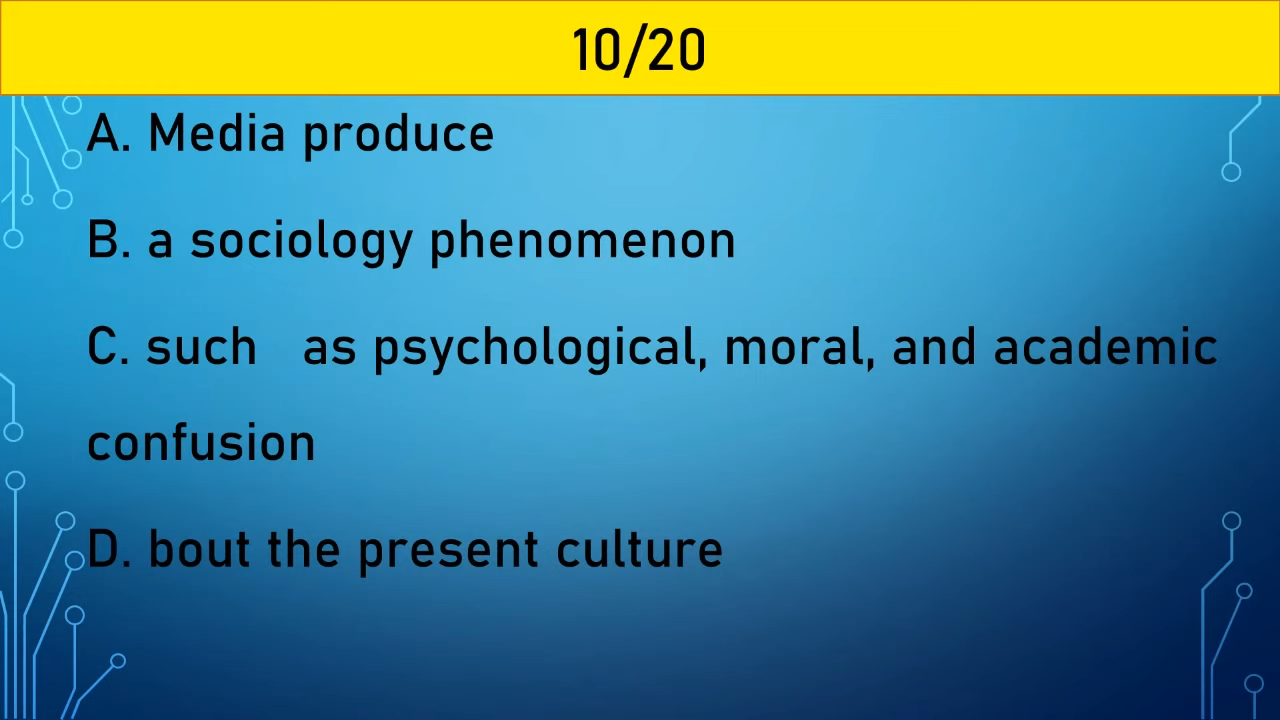 10/20
A. Media produce
B. a sociology phenomenon
C. such as psychological, moral, and academic
confusion
D. bout the present culture